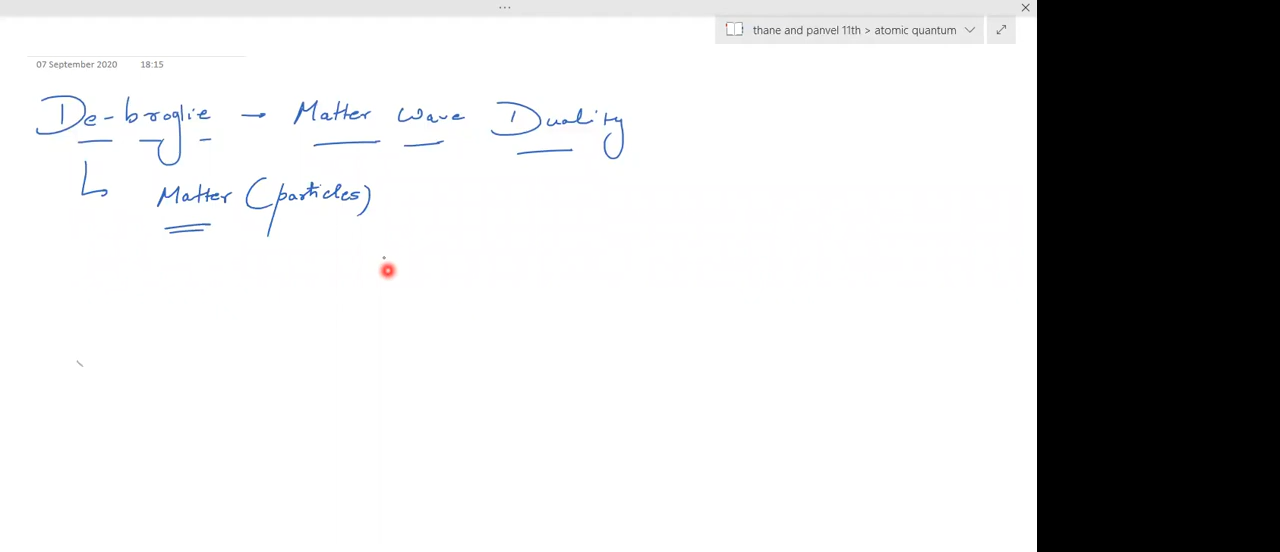 thane and panvel 11th > atomic quantum
07 September 2020 18:15
De-broglie → Matter wave Duality
Matter (particles)